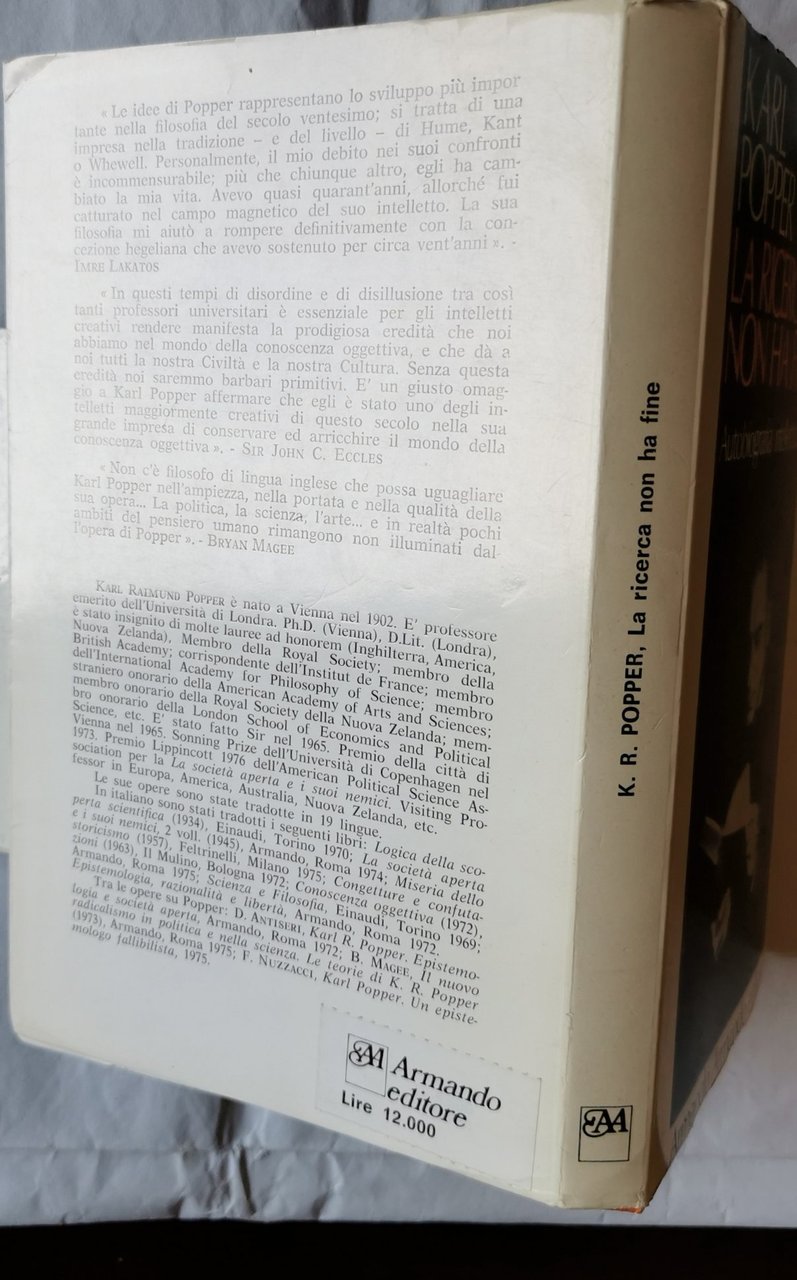 « Le idee di Popper rappresentano lo sviluppo più impor
tante nella filosofia del secolo ventesimo; si tratta di una
impresa nella tradizione – e del livello – di Hume, Kant
o Whewell. Personalmente, il mio debito nei suoi confronti
è incommensurabile; più che chiunque altro, egli ha cam-
biato la mia vita. Avevo quasi quarant'anni, allorché fui
catturato nel campo magnetico del suo intelletto. La sua
filosofia mi aiutò a rompere definitivamente con la con-
cezione hegeliana che avevo sostenuto per circa vent'anni ». -
IMRE LAKATOS
« In questi tempi di disordine e di disillusione tra così
tanti professori universitari è essenziale per gli intelletti
creativi rendere manifesta la prodigiosa eredità che noi
abbiamo nel mondo della conoscenza oggettiva, e che dà a
noi tutti la nostra Civiltà e la nostra Cultura. Senza questa
eredità noi saremmo barbari primitivi. E' un giusto omag-
gio a Karl Popper affermare che egli è stato uno degli in-
telletti maggiormente creativi di questo secolo nella sua
grande impresa di conservare ed arricchire il mondo della
conoscenza oggettiva ». - SIR JOHN C. ECCLES
« Non c'è filosofo di lingua inglese che possa uguagliare
Karl Popper nell'ampiezza, nella portata e nella qualità della
sua opera... La politica, la scienza, l'arte... e in realtà pochi
ambiti del pensiero umano rimangono non illuminati dal-
l'opera di Popper ». - BRYAN MAGEE
KARL RAIMUND POPPER è nato a Vienna nel 1902. E' professore
emerito dell'Università di Londra. Ph.D. (Vienna), D.Lit. (Londra),
è stato insignito di molte lauree ad honorem (Inghilterra, America,
Nuova Zelanda), Membro della Royal Society; membro della
British Academy; corrispondente dell'Institut de France; membro
dell'International Academy for Philosophy of Science; membro
straniero onorario della American Academy of Arts and Sciences;
membro onorario della Royal Society della Nuova Zelanda; mem-
bro onorario della London School of Economics and Political
Science, etc. E' stato fatto Sir nel 1965. Premio della città di
Vienna nel 1965. Sonning Prize dell'Università di Copenhagen nel
1973. Premio Lippincott 1976 dell'American Political Science As-
sociation per la La società aperta e i suoi nemici. Visiting Pro-
fessor in Europa, America, Australia, Nuova Zelanda, etc.
Le sue opere sono state tradotte in 19 lingue.
In italiano sono stati tradotti i seguenti libri: Logica della sco-
perta scientifica (1934), Einaudi, Torino 1970; La società aperta
e i suoi nemici, 2 voll. (1945), Armando, Roma 1974; Miseria dello
storicismo (1957), Feltrinelli, Milano 1975; Congetture e confuta-
zioni (1963), Il Mulino, Bologna 1972; Conoscenza oggettiva (1972),
Armando, Roma 1975; Scienza e Filosofia, Einaudi, Torino 1969;
Epistemologia, razionalità e libertà, Armando, Roma 1972.
Tra le opere su Popper: D. ANTISERI, Karl R. Popper. Epistemo-
logia e società aperta, Armando, Roma 1972; B. MAGEE, Il nuovo
radicalismo in politica e nella scienza. Le teorie di K. R. Popper
(1973), Armando, Roma 1975; F. NUZZACCI, Karl Popper. Un episte-
mologo fallibilista, 1975.
Armando
editore
Lire 12.000
K. R. POPPER, La ricerca non ha fine
KARL
POPPER
LA RICER
NON HA